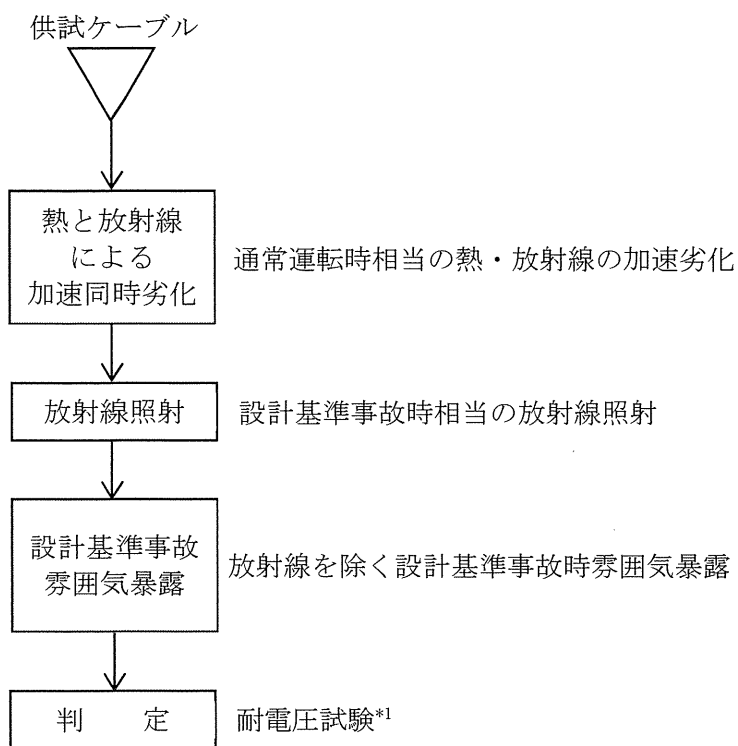 供試ケーブル
熱と放射線
による
加速同時劣化
通常運転時相当の熱・放射線の加速劣化
放射線照射
設計基準事故時相当の放射線照射
設計基準事故
雰囲気暴露
放射線を除く設計基準事故時雰囲気暴露
判 定
耐電圧試験*1